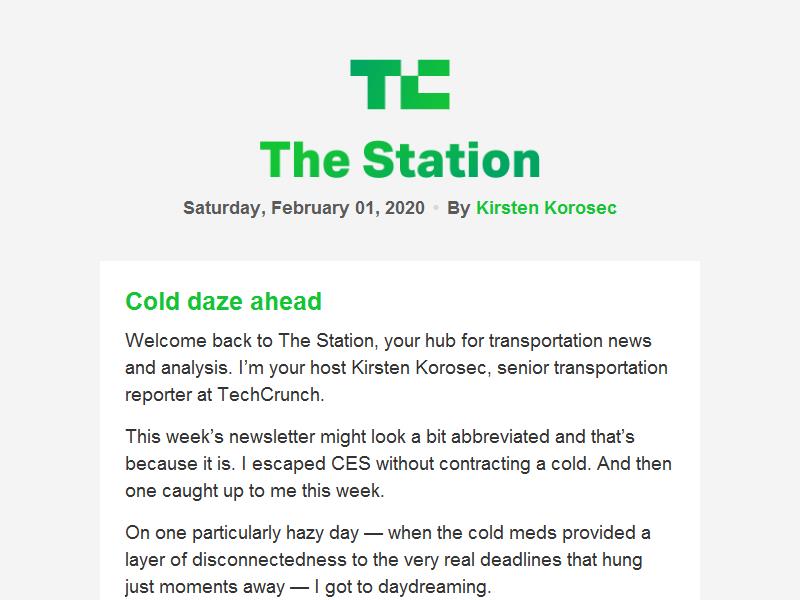 TC
The Station
Saturday, February 01, 2020 • By Kirsten Korosec
Cold daze ahead
Welcome back to The Station, your hub for transportation news
and analysis. I’m your host Kirsten Korosec, senior transportation
reporter at TechCrunch.
This week’s newsletter might look a bit abbreviated and that’s
because it is. I escaped CES without contracting a cold. And then
one caught up to me this week.
On one particularly hazy day — when the cold meds provided a
layer of disconnectedness to the very real deadlines that hung
just moments away — I got to daydreaming.